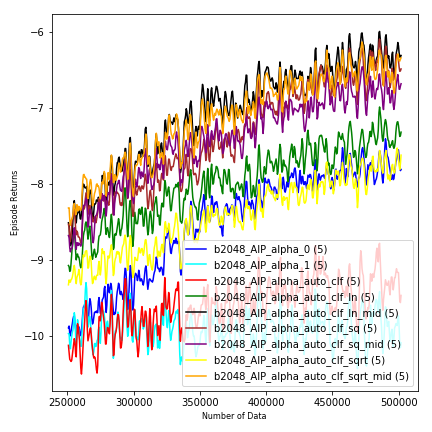 −6
−7
−8
−9
−10
Episode Returns
b2048_AIP_alpha_0 (5)
b2048_AIP_alpha_1 (5)
b2048_AIP_alpha_auto_clf (5)
b2048_AIP_alpha_auto_clf_ln (5)
b2048_AIP_alpha_auto_clf_ln_mid (5)
b2048_AIP_alpha_auto_clf_sq (5)
b2048_AIP_alpha_auto_clf_sq_mid (5)
b2048_AIP_alpha_auto_clf_sqrt (5)
b2048_AIP_alpha_auto_clf_sqrt_mid (5)
250000 300000 350000 400000 450000 500000
Number of Data